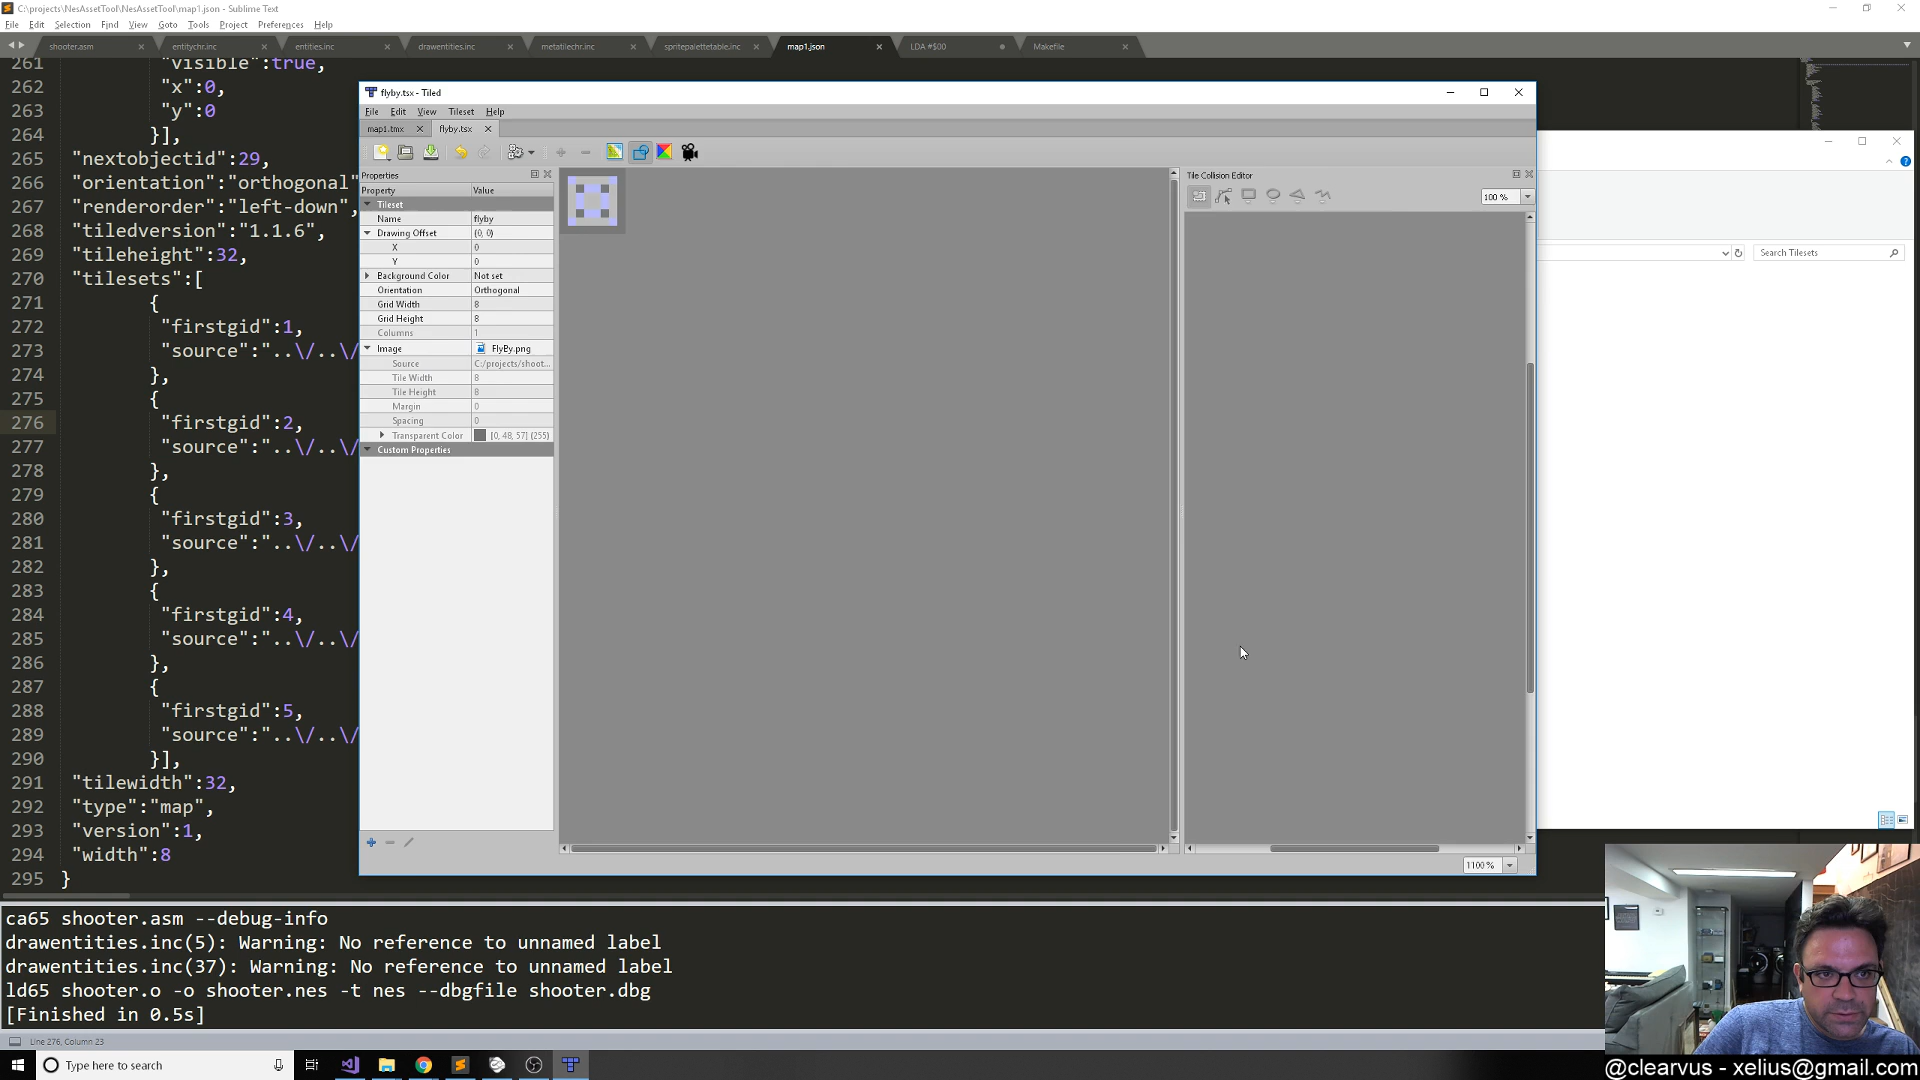 C:\projects\NesAssetTool\NesAssetTool\map1.json - Sublime Text
File Edit Selection Find View Goto Tools Project Preferences Help
shooter.asm entitychr.inc entities.inc drawentities.inc metatilechr.inc spritepalettetable.inc map1.json LDA #$00 Makefile
261 "visible":true,
262 "x":0,
263 "y":0
264 }],
265 "nextobjectid":29,
266 "orientation":"orthogonal"
267 "renderorder":"left-down",
268 "tiledversion":"1.1.6",
269 "tileheight":32,
270 "tilesets":[
271 {
272 "firstgid":1,
273 "source":"..\/..\/
274 },
275 {
276 "firstgid":2,
277 "source":"..\/..\/
278 },
279 {
280 "firstgid":3,
281 "source":"..\/..\/
282 },
283 {
284 "firstgid":4,
285 "source":"..\/..\/
286 },
287 {
288 "firstgid":5,
289 "source":"..\/..\/
290 }],
291 "tilewidth":32,
292 "type":"map",
293 "version":1,
294 "width":8
295 }
flyby.tsx - Tiled
File Edit View Tileset Help
map1.tmx flyby.tsx
Properties
Property Value
Tileset
Name flyby
Drawing Offset (0, 0)
X 0
Y 0
Background Color Not set
Orientation Orthogonal
Grid Width 8
Grid Height 8
Columns 1
Image FlyBy.png
Source C:/projects/shoot...
Tile Width 8
Tile Height 8
Margin 0
Spacing 0
Transparent Color [0, 48, 57] (255)
Custom Properties
Tile Collision Editor
100 %
1100 %
Search Tilesets
ca65 shooter.asm --debug-info
drawentities.inc(5): Warning: No reference to unnamed label
drawentities.inc(37): Warning: No reference to unnamed label
ld65 shooter.o -o shooter.nes -t nes --dbgfile shooter.dbg
[Finished in 0.5s]
Line 276, Column 23
Type here to search
@clearvus - xelius@gmail.com